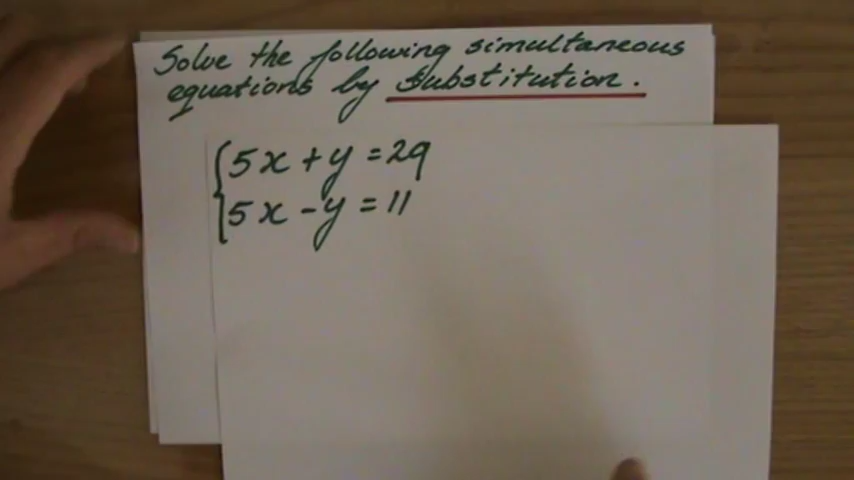 Solve the following simultaneous
equations by substitution.
5x + y = 29
5x - y = 11